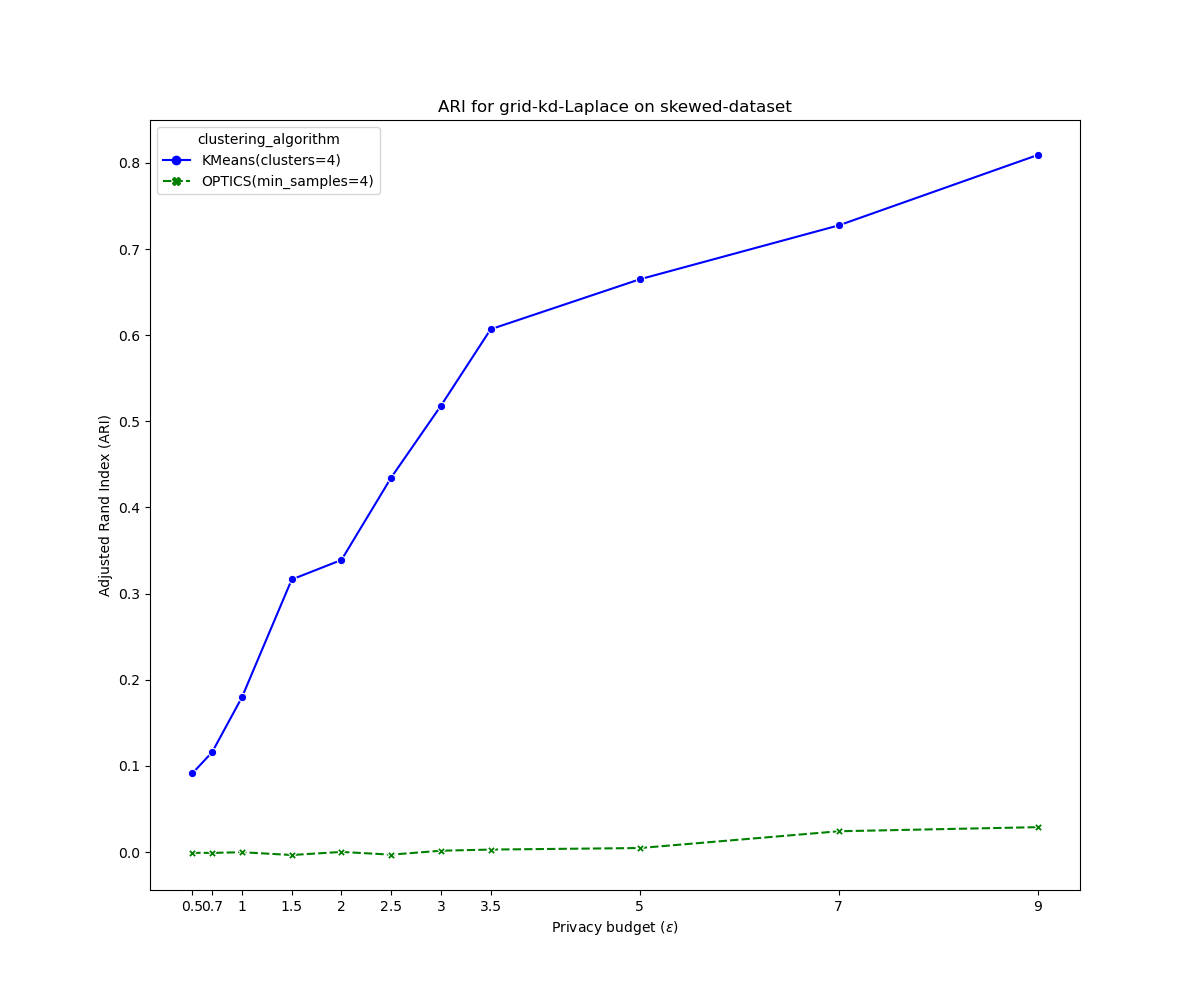 ARI for grid-kd-Laplace on skewed-dataset
clustering_algorithm
KMeans(clusters=4)
OPTICS(min_samples=4)
Adjusted Rand Index (ARI)
0.8
0.7
0.6
0.5
0.4
0.3
0.2
0.1
0.0
0.5 0.7 1 1.5 2 2.5 3 3.5 5 7 9
Privacy budget (ε)